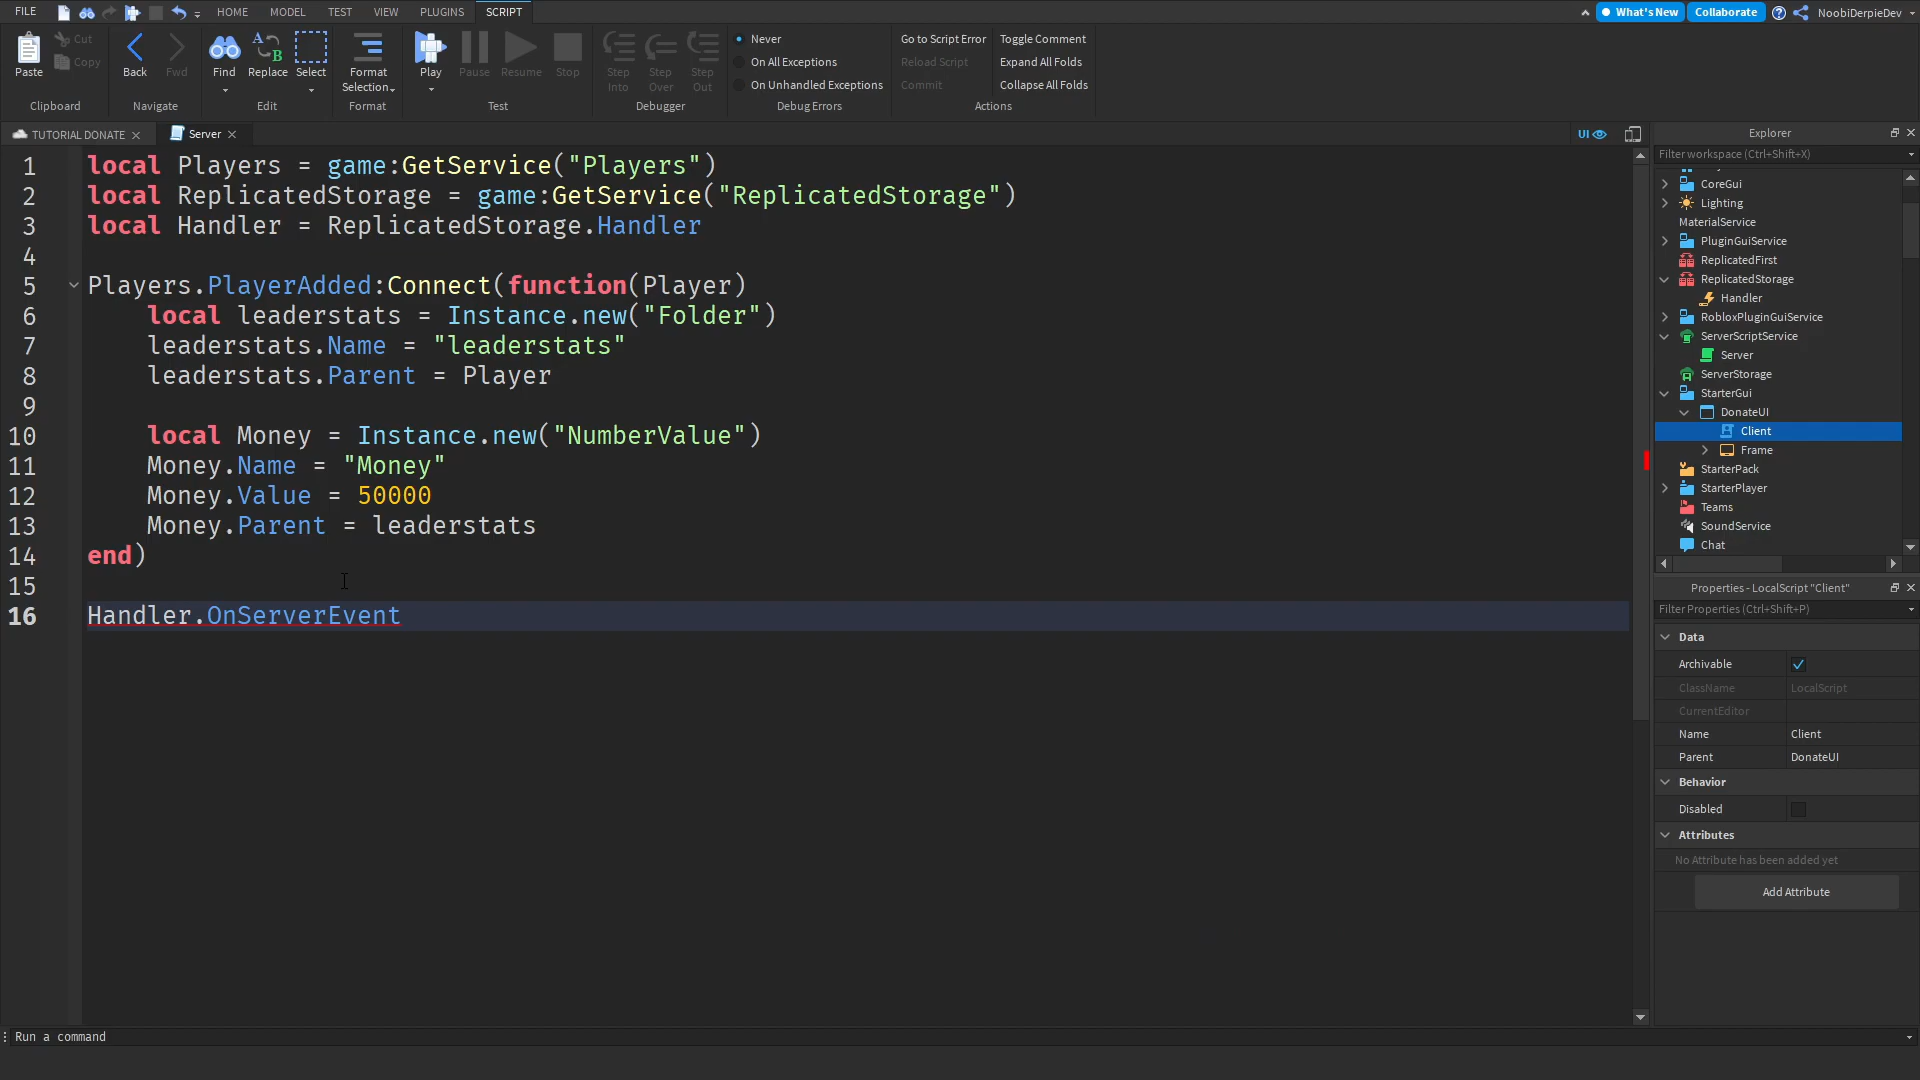 FILE HOME MODEL TEST VIEW PLUGINS SCRIPT What's New Collaborate NoobiDerpieDev
Paste Cut Copy Clipboard
Back Fwd Navigate
Find Replace Select Edit
Format Selection Format
Play Pause Resume Stop Test
Step Into Step Over Step Out Debugger
Never
On All Exceptions
On Unhandled Exceptions
Debug Errors
Go to Script Error Toggle Comment
Reload Script Expand All Folds
Commit Collapse All Folds
Actions
TUTORIAL DONATE Server UI
1 local Players = game:GetService("Players")
2 local ReplicatedStorage = game:GetService("ReplicatedStorage")
3 local Handler = ReplicatedStorage.Handler
4
5 Players.PlayerAdded:Connect(function(Player)
6 local leaderstats = Instance.new("Folder")
7 leaderstats.Name = "leaderstats"
8 leaderstats.Parent = Player
9
10 local Money = Instance.new("NumberValue")
11 Money.Name = "Money"
12 Money.Value = 50000
13 Money.Parent = leaderstats
14 end)
15
16 Handler.OnServerEvent
Explorer
Filter workspace (Ctrl+Shift+X)
CoreGui
Lighting
MaterialService
PluginGuiService
ReplicatedFirst
ReplicatedStorage
Handler
RobloxPluginGuiService
ServerScriptService
Server
ServerStorage
StarterGui
DonateUI
Client
Frame
StarterPack
StarterPlayer
Teams
SoundService
Chat
Properties - LocalScript "Client"
Filter Properties (Ctrl+Shift+P)
Data
Archivable
ClassName LocalScript
CurrentEditor
Name Client
Parent DonateUI
Behavior
Disabled
Attributes
No Attribute has been added yet
Add Attribute
Run a command